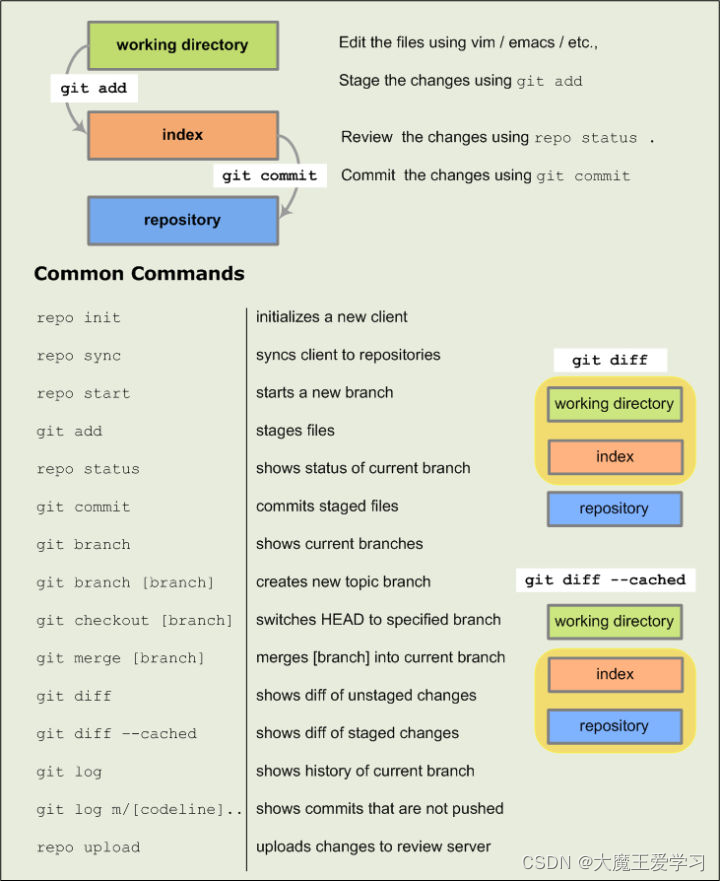 working directory
Edit the files using vim / emacs / etc.,
git add
Stage the changes using git add
index
Review the changes using repo status .
git commit
Commit the changes using git commit
repository
Common Commands
repo init initializes a new client
repo sync syncs client to repositories
repo start starts a new branch
git add stages files
repo status shows status of current branch
git commit commits staged files
git branch shows current branches
git branch [branch] creates new topic branch
git checkout [branch] switches HEAD to specified branch
git merge [branch] merges [branch] into current branch
git diff shows diff of unstaged changes
git diff --cached shows diff of staged changes
git log shows history of current branch
git log m/[codeline].. shows commits that are not pushed
repo upload uploads changes to review server
git diff
working directory
index
repository
git diff --cached
working directory
index
repository
CSDN @大魔王爱学习